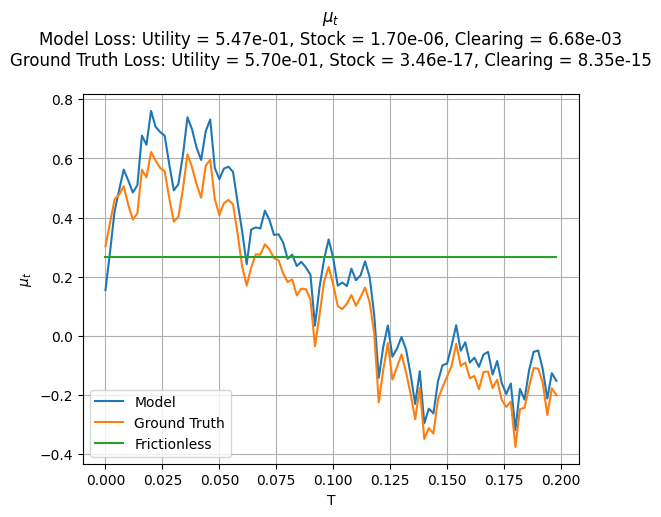 μₜ
Model Loss: Utility = 5.47e-01, Stock = 1.70e-06, Clearing = 6.68e-03
Ground Truth Loss: Utility = 5.70e-01, Stock = 3.46e-17, Clearing = 8.35e-15
0.8
0.6
0.4
0.2
0.0
−0.2
−0.4
μₜ
Model
Ground Truth
Frictionless
0.000 0.025 0.050 0.075 0.100 0.125 0.150 0.175 0.200
T